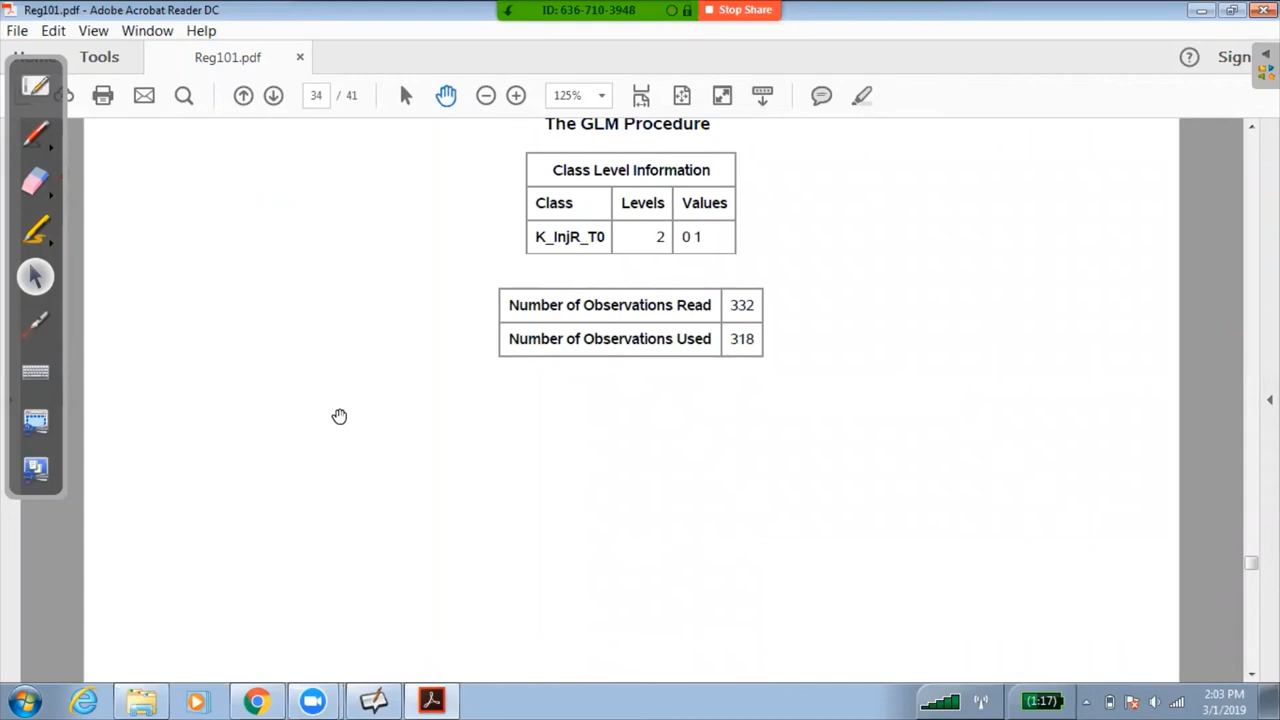 Reg101.pdf - Adobe Acrobat Reader DC
ID: 636-710-3948
Stop Share
File Edit View Window Help
Home Tools Reg101.pdf × ? Sign
34 / 41 125%
The GLM Procedure
Class Level Information
Class Levels Values
K_InjR_T0 2 0 1
Number of Observations Read 332
Number of Observations Used 318
(1:17)
2:03 PM
3/1/2019